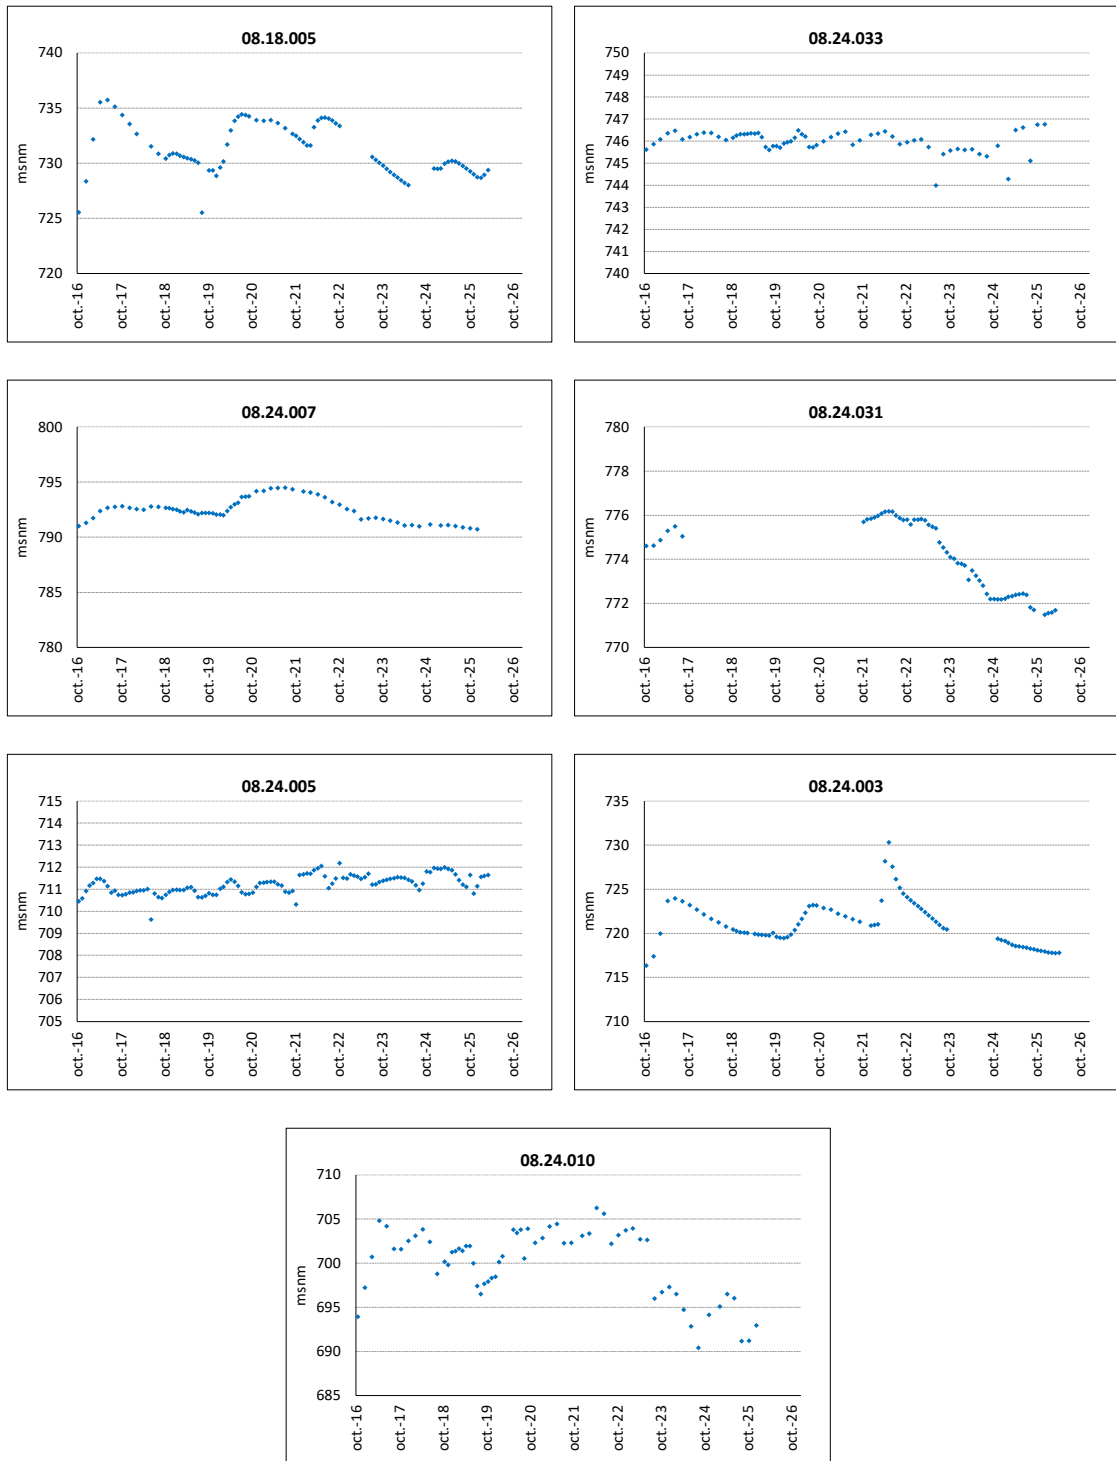 08.18.005
740
735
730
725
720
msnm
oct.-16
oct.-17
oct.-18
oct.-19
oct.-20
oct.-21
oct.-22
oct.-23
oct.-24
oct.-25
oct.-26
08.24.033
750
749
748
747
746
745
744
743
742
741
740
msnm
oct.-16
oct.-17
oct.-18
oct.-19
oct.-20
oct.-21
oct.-22
oct.-23
oct.-24
oct.-25
oct.-26
08.24.007
800
795
790
785
780
msnm
oct.-16
oct.-17
oct.-18
oct.-19
oct.-20
oct.-21
oct.-22
oct.-23
oct.-24
oct.-25
oct.-26
08.24.031
780
778
776
774
772
770
msnm
oct.-16
oct.-17
oct.-18
oct.-19
oct.-20
oct.-21
oct.-22
oct.-23
oct.-24
oct.-25
oct.-26
08.24.005
715
714
713
712
711
710
709
708
707
706
705
msnm
oct.-16
oct.-17
oct.-18
oct.-19
oct.-20
oct.-21
oct.-22
oct.-23
oct.-24
oct.-25
oct.-26
08.24.003
735
730
725
720
715
710
msnm
oct.-16
oct.-17
oct.-18
oct.-19
oct.-20
oct.-21
oct.-22
oct.-23
oct.-24
oct.-25
oct.-26
08.24.010
710
705
700
695
690
685
msnm
oct.-16
oct.-17
oct.-18
oct.-19
oct.-20
oct.-21
oct.-22
oct.-23
oct.-24
oct.-25
oct.-26